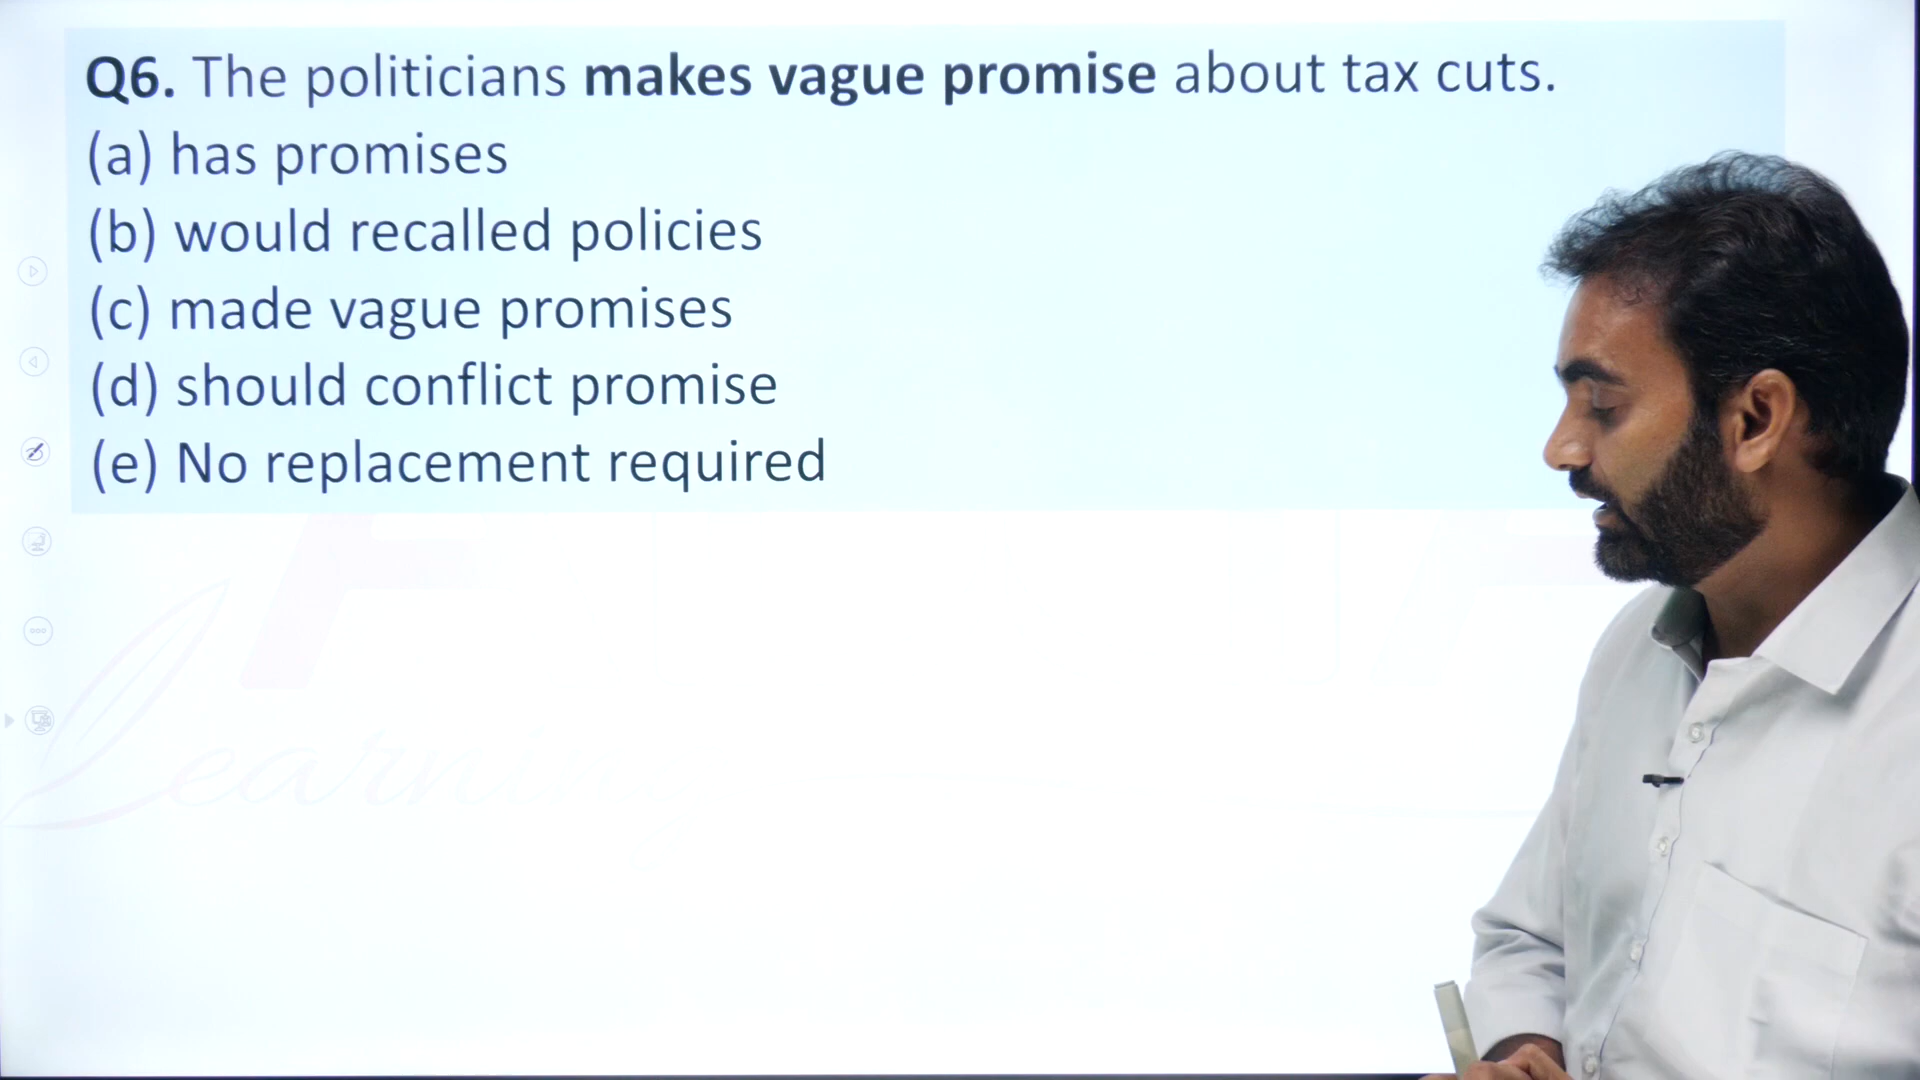 Q6. The politicians makes vague promise about tax cuts.
(a) has promises
(b) would recalled policies
(c) made vague promises
(d) should conflict promise
(e) No replacement required
Learning